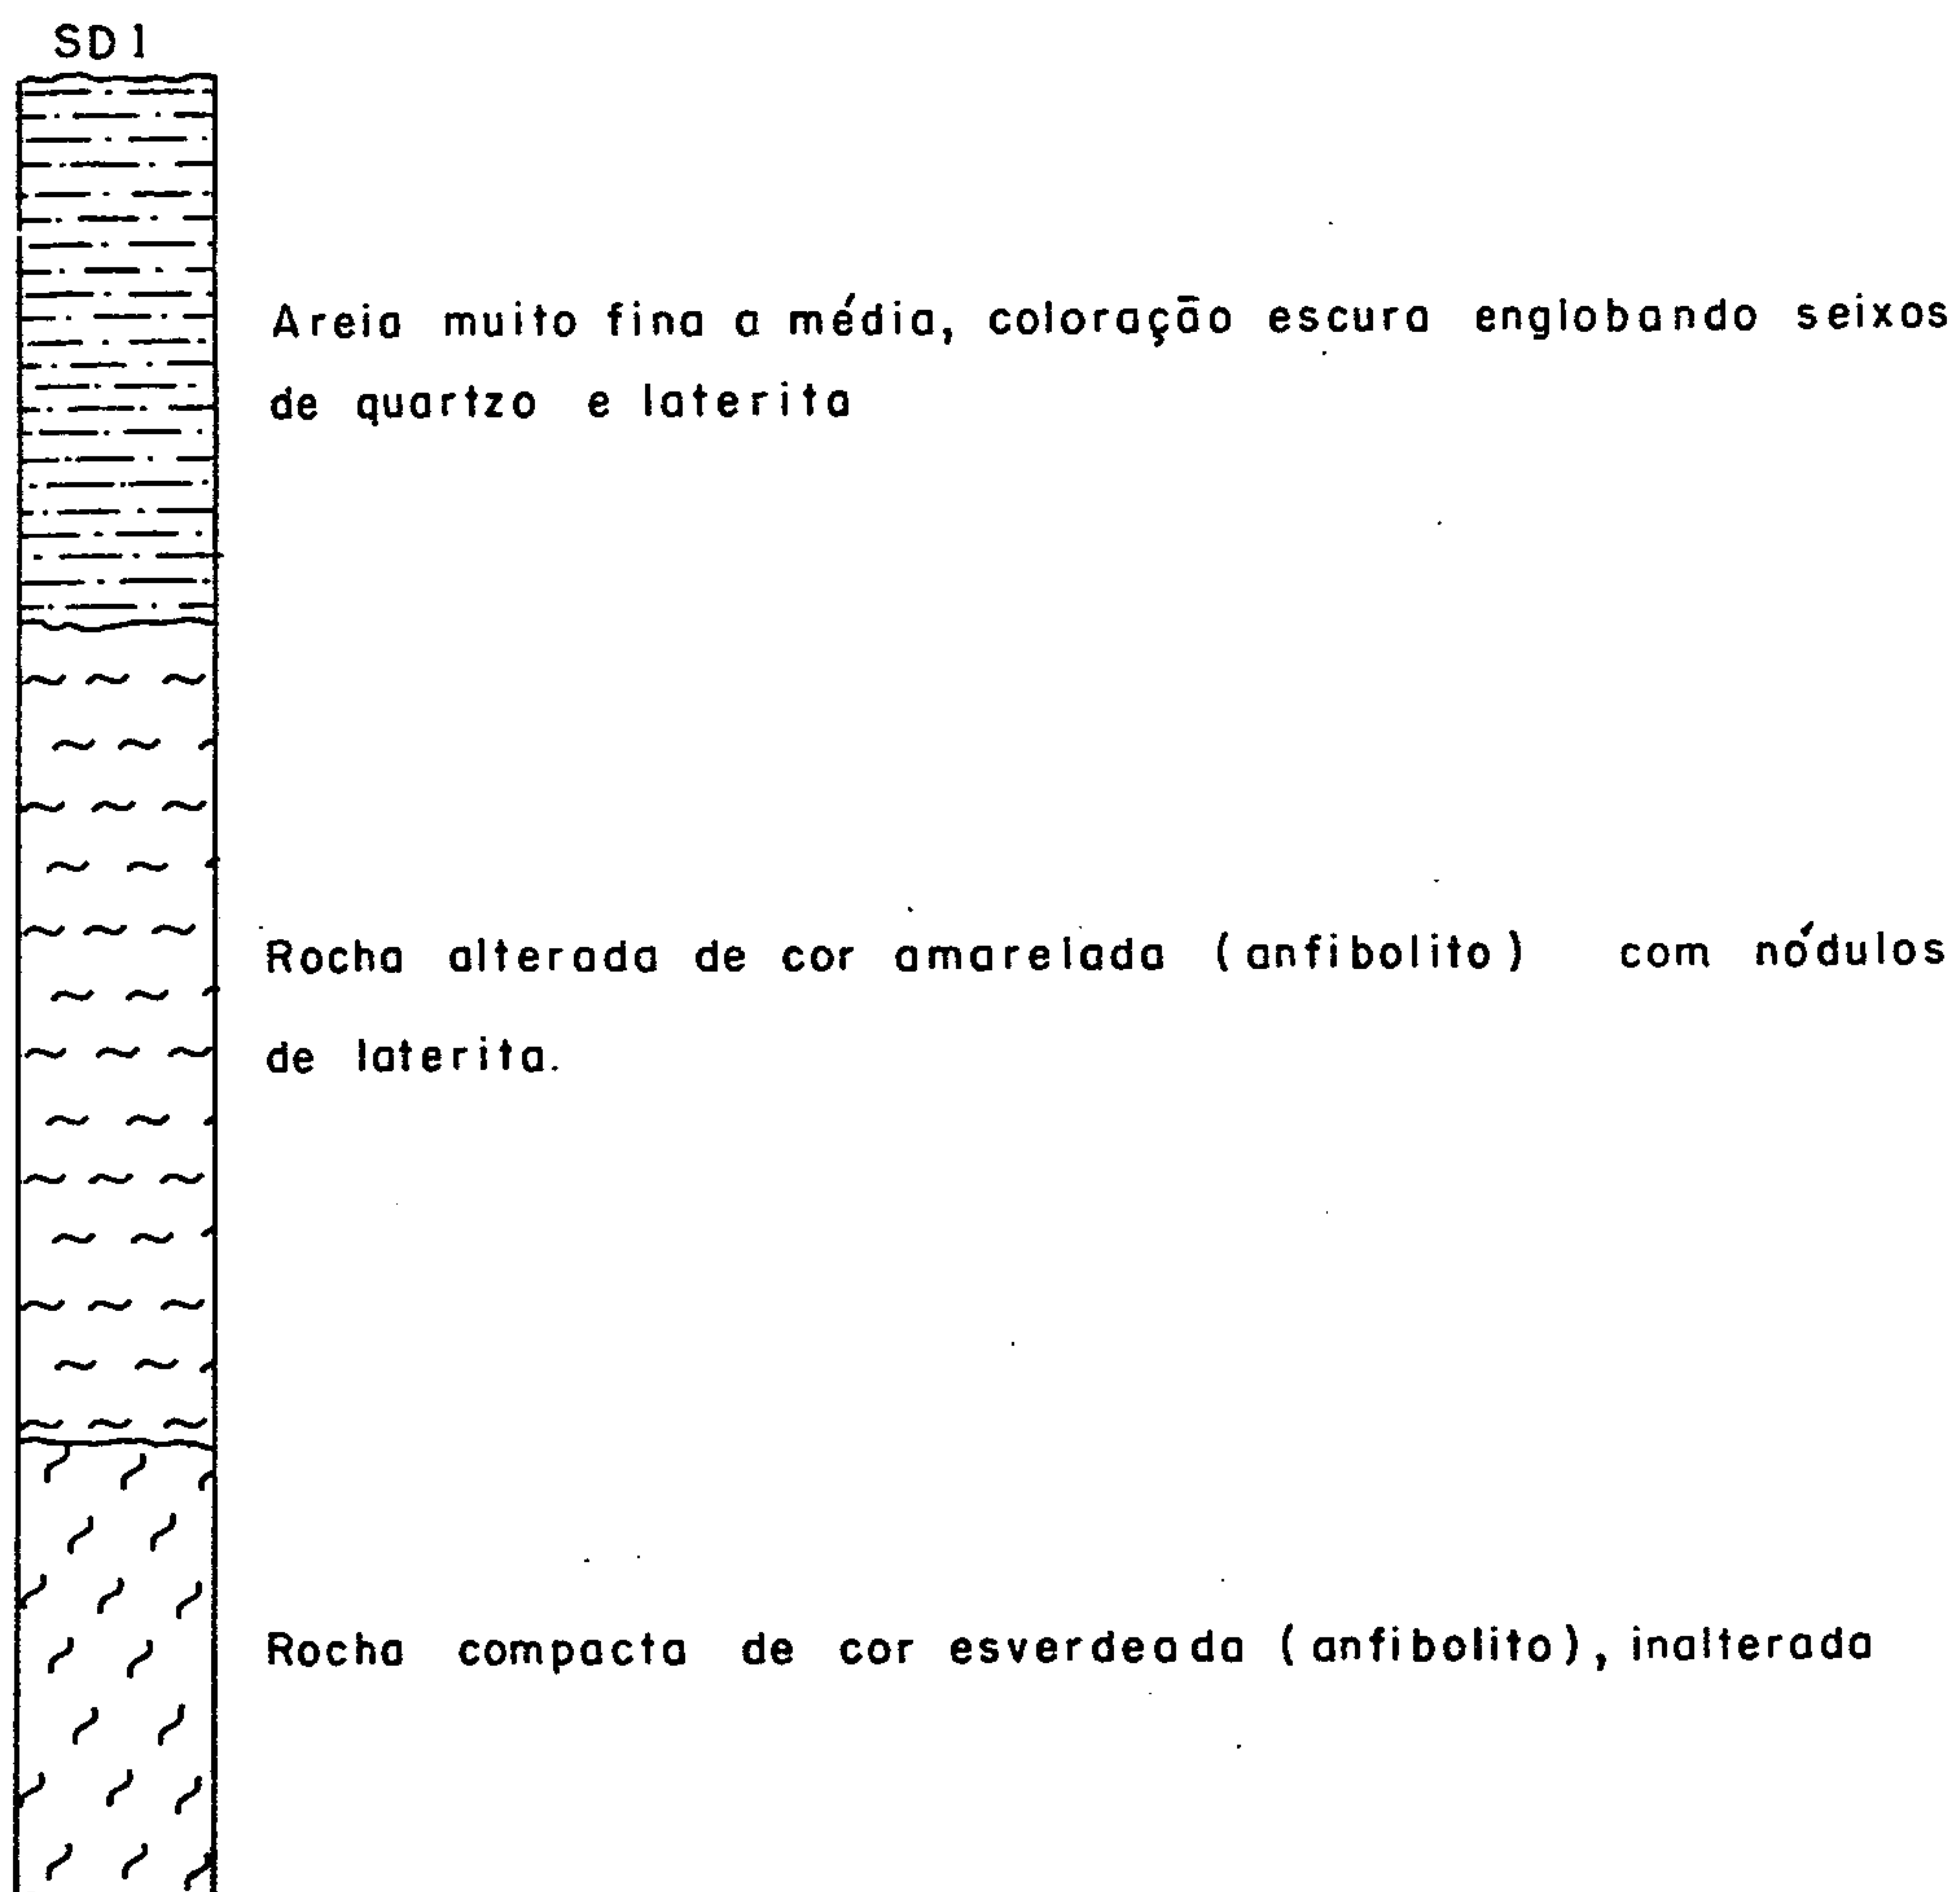 SD1
Areia muito fina a média, coloração escura englobando seixos
de quartzo e laterita
Rocha alterada de cor amarelada (anfibolito) com nódulos
de laterita.
Rocha compacta de cor esverdeada (anfibolito), inalterada